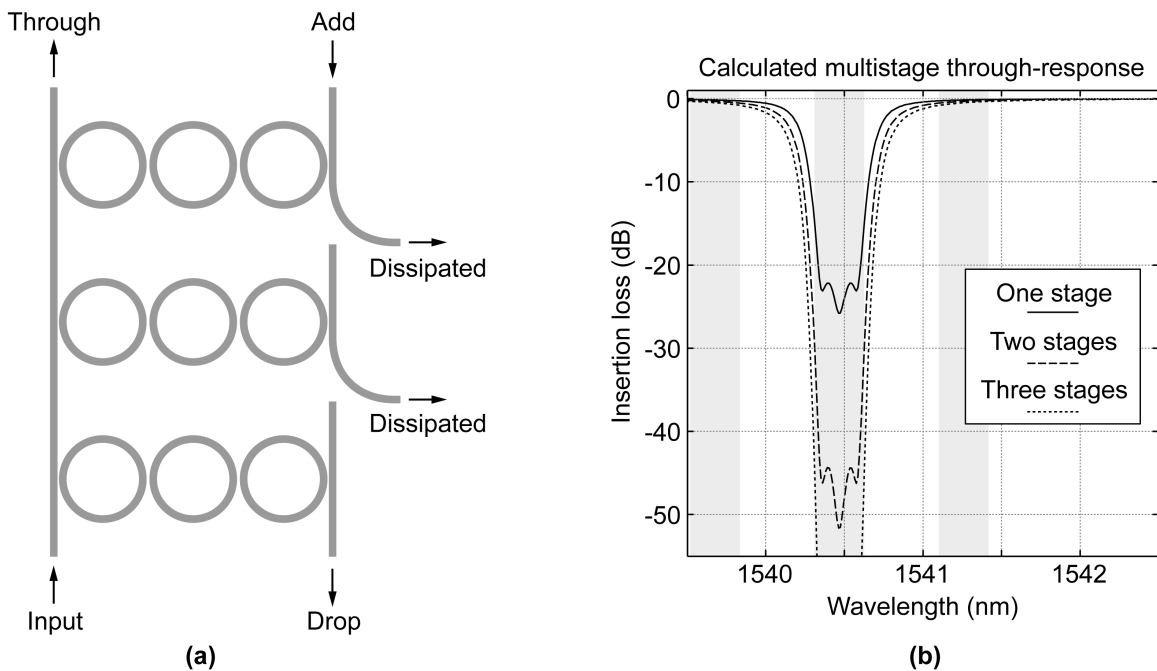 Through
Add
Dissipated
Dissipated
Input
Drop
(a)
Calculated multistage through-response
0
-10
-20
-30
-40
-50
Insertion loss (dB)
One stage
Two stages
Three stages
1540
1541
1542
Wavelength (nm)
(b)